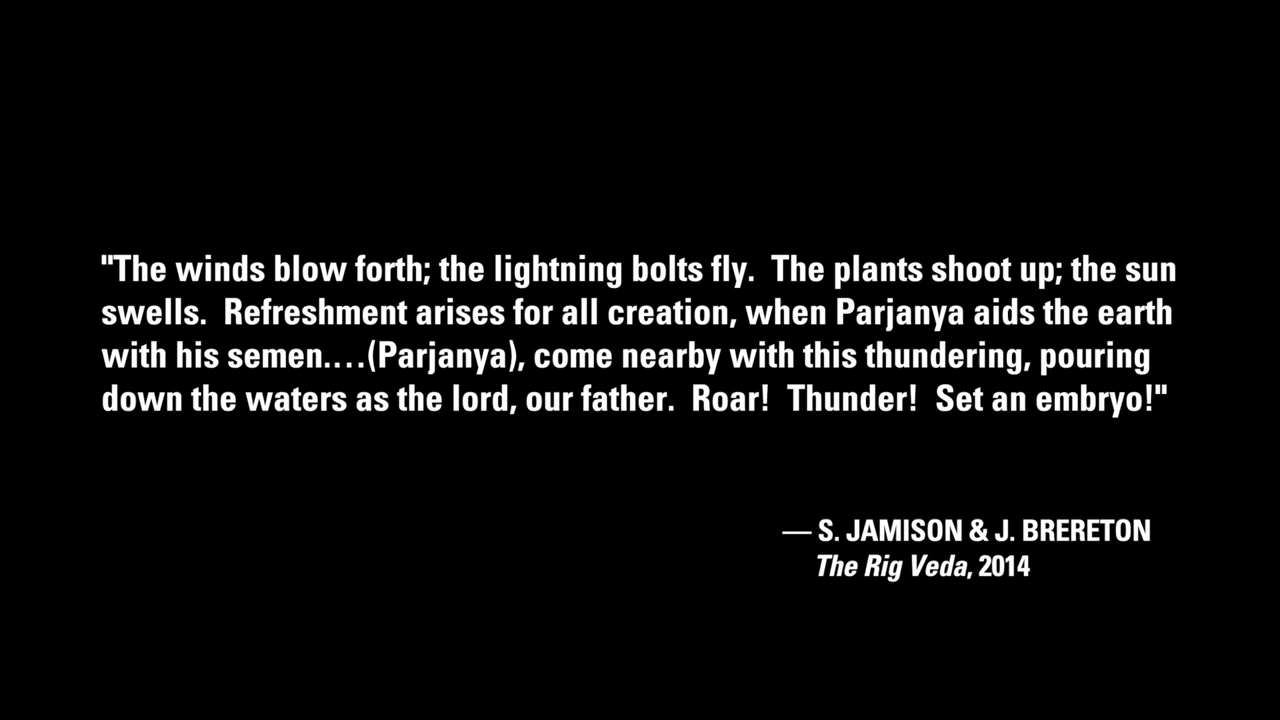 "The winds blow forth; the lightning bolts fly.  The plants shoot up; the sun
swells.  Refreshment arises for all creation, when Parjanya aids the earth
with his semen.…(Parjanya), come nearby with this thundering, pouring
down the waters as the lord, our father.  Roar!  Thunder!  Set an embryo!"
— S. JAMISON & J. BRERETON
The Rig Veda, 2014